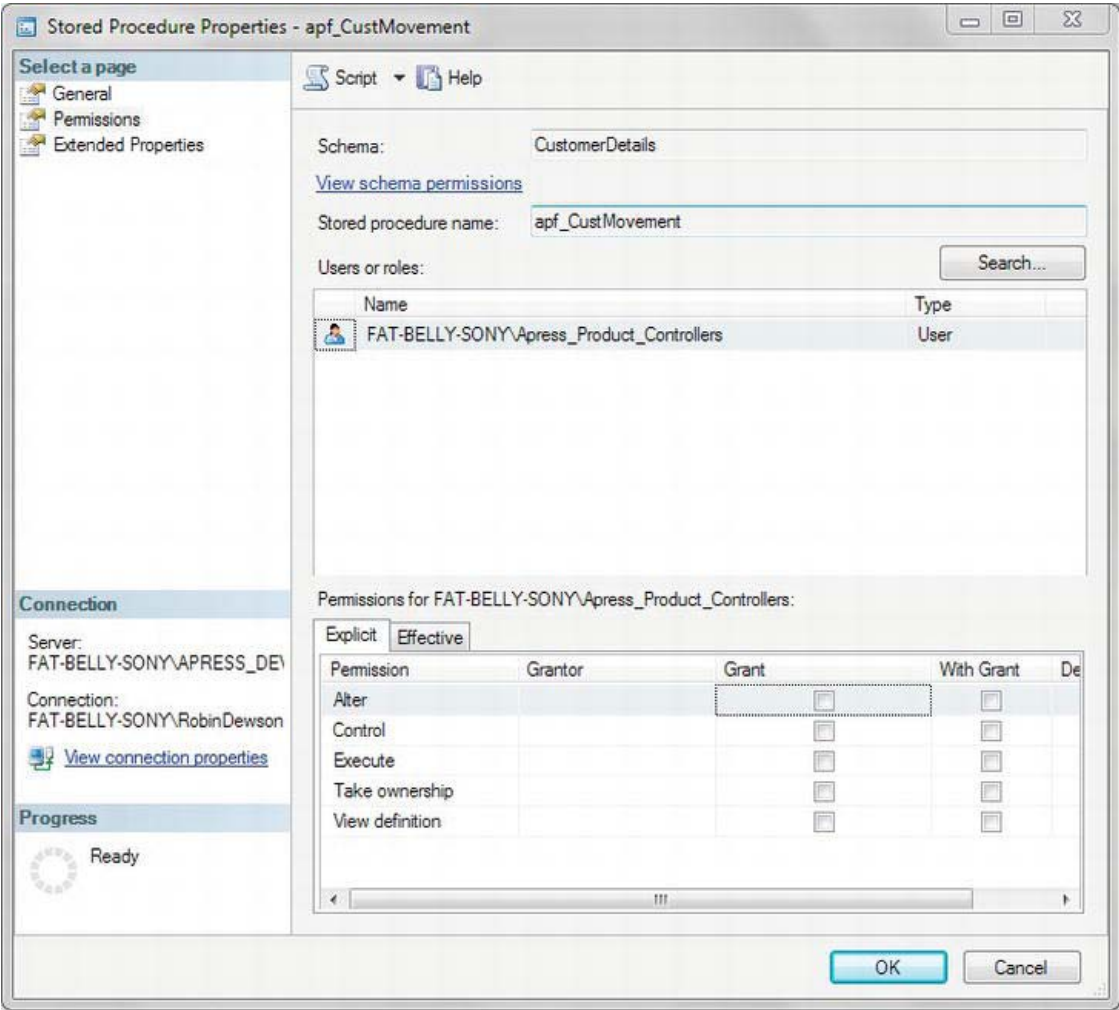 Stored Procedure Properties - apf_CustMovement
Select a page
General
Permissions
Extended Properties
Script
Help
Schema:
CustomerDetails
View schema permissions
Stored procedure name:
apf_CustMovement
Users or roles:
Search...
Name Type
FAT-BELLY-SONY\Apress_Product_Controllers User
Connection
Server:
FAT-BELLY-SONY\APRESS_DEV
Connection:
FAT-BELLY-SONY\RobinDewson
View connection properties
Progress
Ready
Permissions for FAT-BELLY-SONY\Apress_Product_Controllers:
Explicit Effective
Permission Grantor Grant With Grant De
Alter
Control
Execute
Take ownership
View definition
OK Cancel